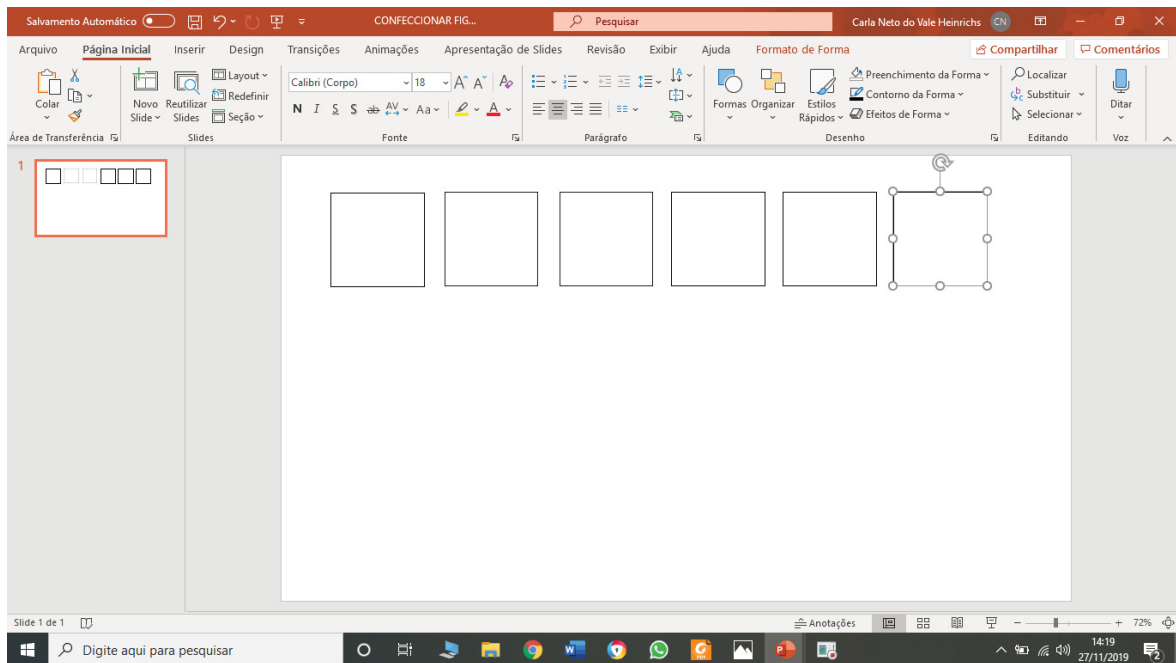 Salvamento Automático
CONFECCIONAR FIG...
Pesquisar
Carla Neto do Vale Heinrichs
CN
Arquivo Página Inicial Inserir Design Transições Animações Apresentação de Slides Revisão Exibir Ajuda Formato de Forma Compartilhar Comentários
Colar
Novo Slide
Reutilizar Slides
Layout
Redefinir
Seção
Calibri (Corpo) 18 A A A
N I S S ab AV Aa A
Formas
Organizar
Estilos Rápidos
Preenchimento da Forma
Contorno da Forma
Efeitos de Forma
Localizar
Substituir
Selecionar
Ditar
Área de Transferência Slides Fonte Parágrafo Desenho Editando Voz
1
Slide 1 de 1
Anotações
72%
Digite aqui para pesquisar
14:19
27/11/2019